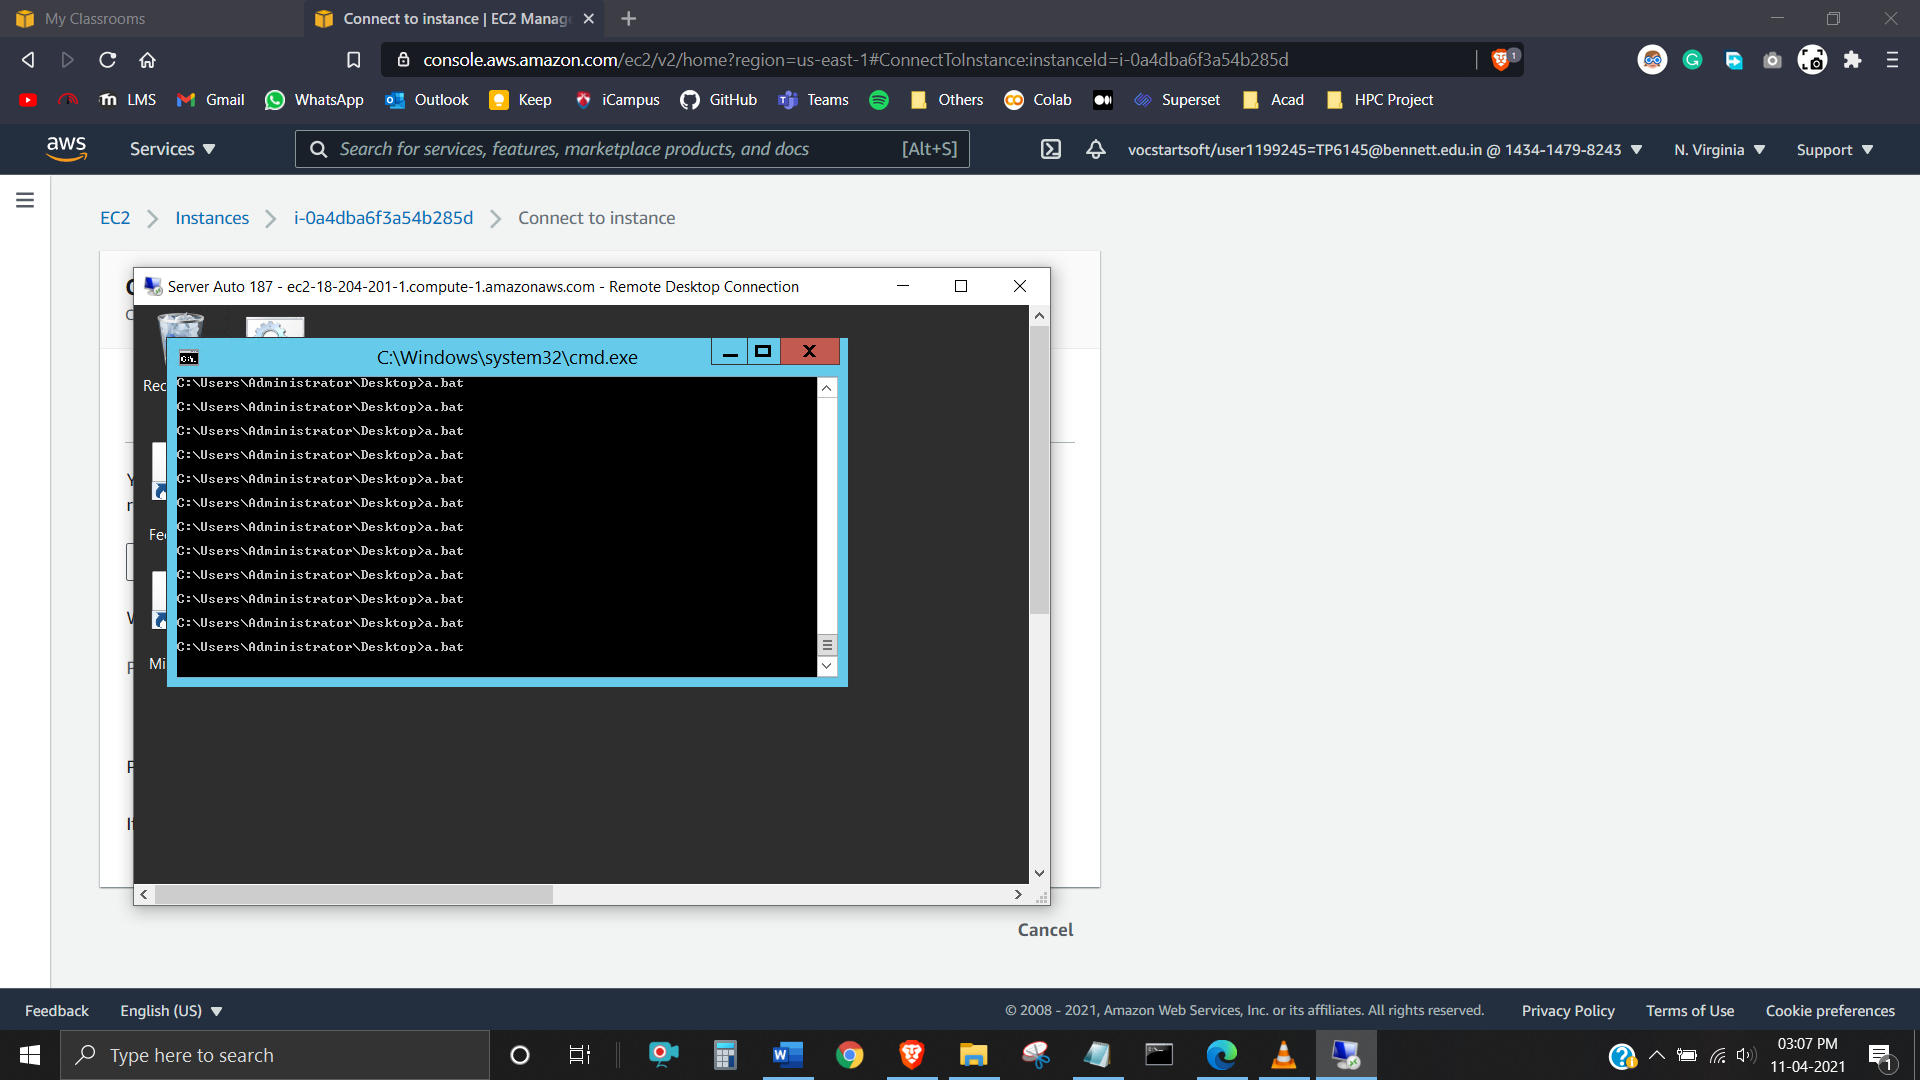 My Classrooms
Connect to instance | EC2 Manag
console.aws.amazon.com/ec2/v2/home?region=us-east-1#ConnectToInstance:instanceId=i-0a4dba6f3a54b285d
1
LMS Gmail WhatsApp Outlook Keep iCampus GitHub Teams Others Colab Superset Acad HPC Project
aws Services Search for services, features, marketplace products, and docs [Alt+S] vocstartsoft/user1199245=TP6145@bennett.edu.in @ 1434-1479-8243 N. Virginia Support
EC2 Instances i-0a4dba6f3a54b285d Connect to instance
Server Auto 187 - ec2-18-204-201-1.compute-1.amazonaws.com - Remote Desktop Connection
C:\Windows\system32\cmd.exe
Rec
C:\Users\Administrator\Desktop>a.bat
C:\Users\Administrator\Desktop>a.bat
C:\Users\Administrator\Desktop>a.bat
C:\Users\Administrator\Desktop>a.bat
C:\Users\Administrator\Desktop>a.bat
C:\Users\Administrator\Desktop>a.bat
C:\Users\Administrator\Desktop>a.bat
C:\Users\Administrator\Desktop>a.bat
C:\Users\Administrator\Desktop>a.bat
C:\Users\Administrator\Desktop>a.bat
C:\Users\Administrator\Desktop>a.bat
C:\Users\Administrator\Desktop>a.bat
Fee
Mi
If
Cancel
Feedback English (US) © 2008 - 2021, Amazon Web Services, Inc. or its affiliates. All rights reserved. Privacy Policy Terms of Use Cookie preferences
Type here to search
03:07 PM
11-04-2021
1